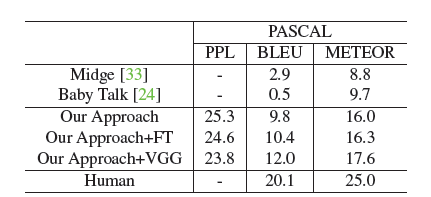 PASCAL
PPL BLEU METEOR
Midge [33] - 2.9 8.8
Baby Talk [24] - 0.5 9.7
Our Approach 25.3 9.8 16.0
Our Approach+FT 24.6 10.4 16.3
Our Approach+VGG 23.8 12.0 17.6
Human - 20.1 25.0